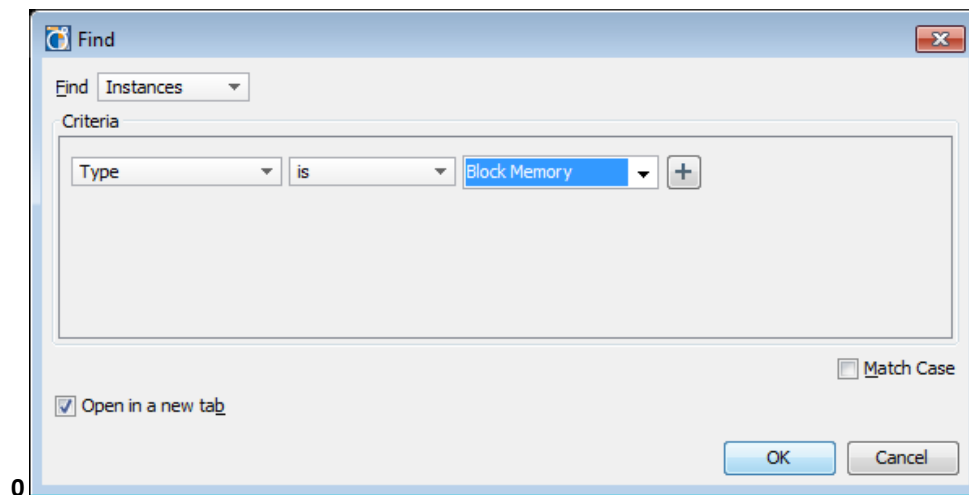 Find
Find Instances
Criteria
Type is Block Memory +
Match Case
Open in a new tab
OK Cancel
0